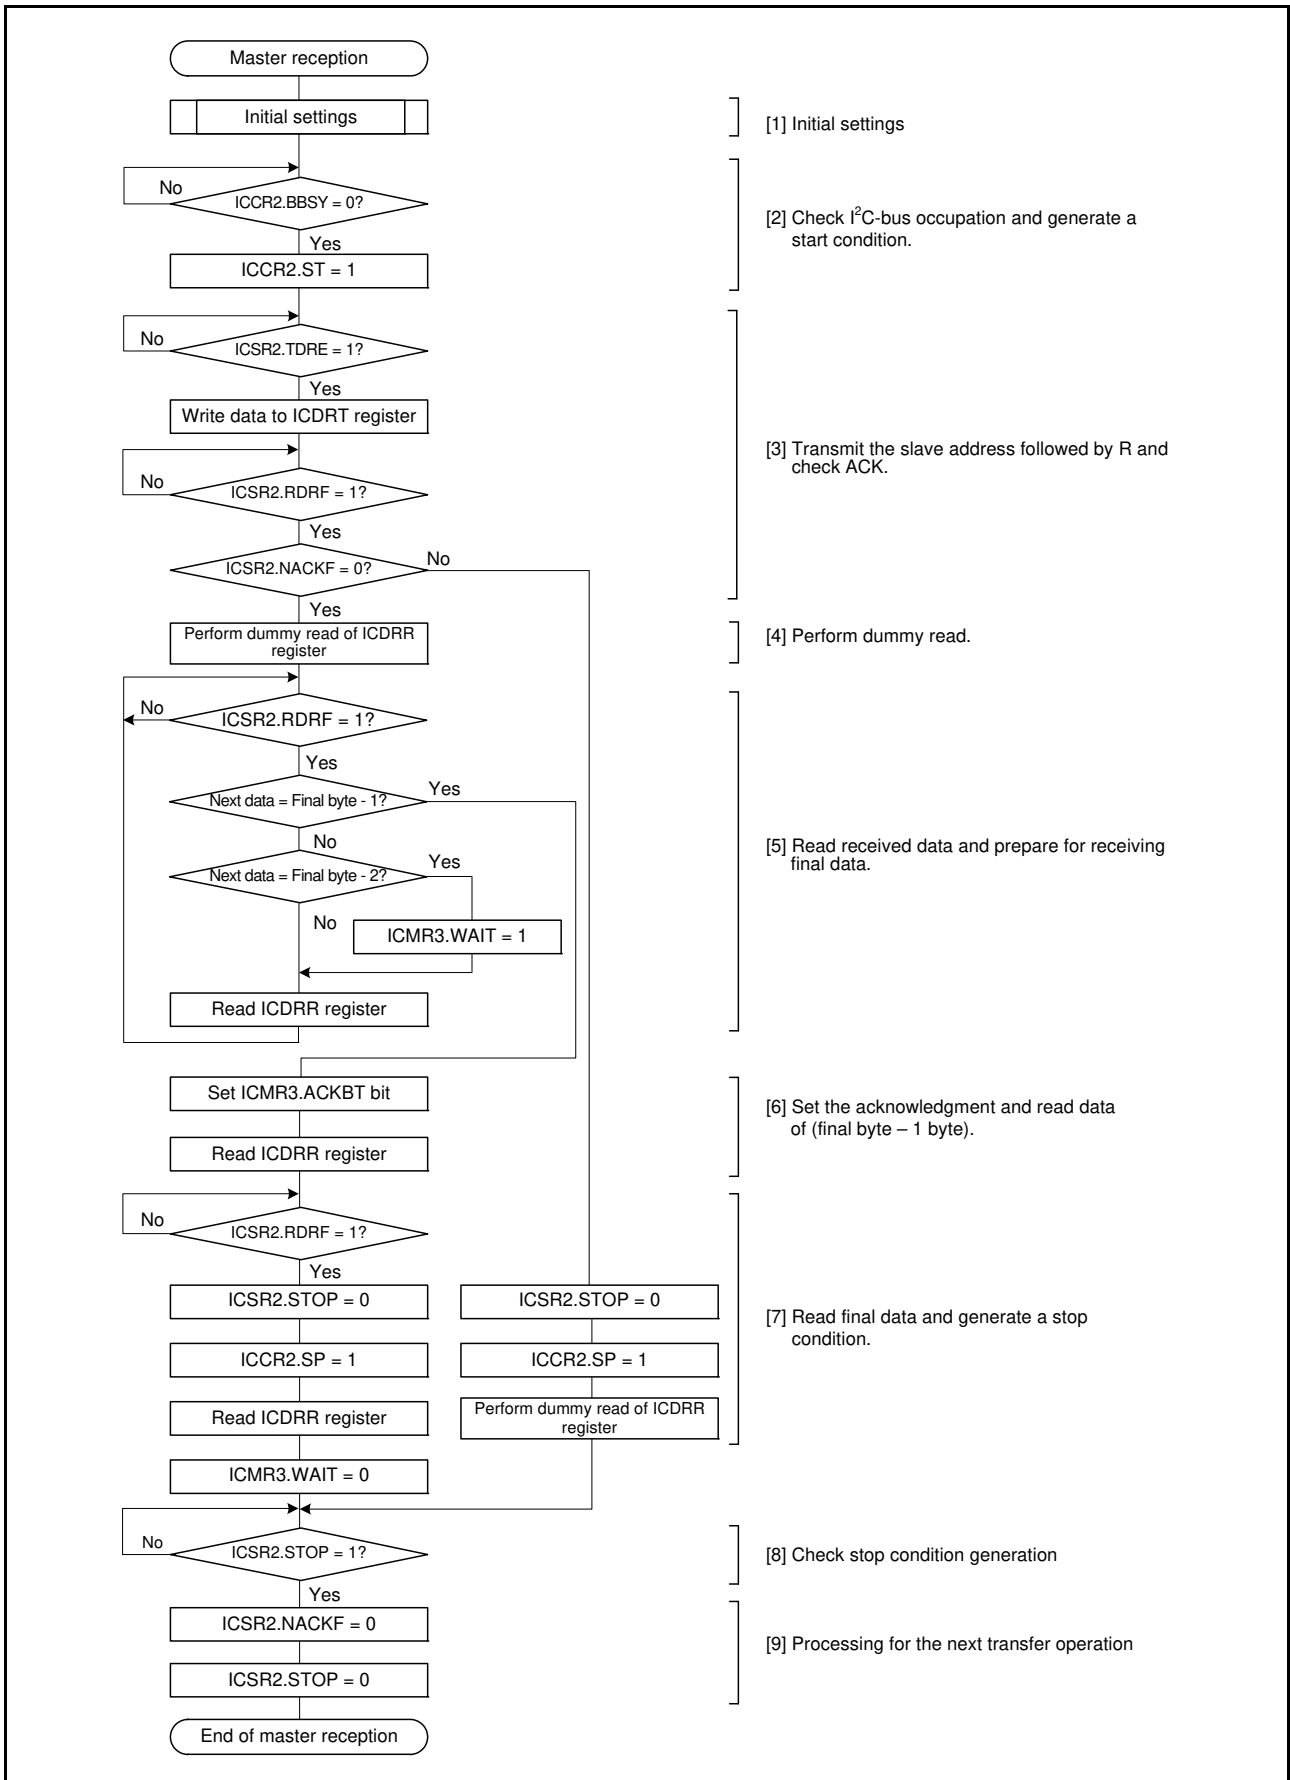 Master reception
Initial settings
[1] Initial settings
No
ICCR2.BBSY = 0?
[2] Check I²C-bus occupation and generate a
start condition.
Yes
ICCR2.ST = 1
No
ICSR2.TDRE = 1?
Yes
Write data to ICDRT register
[3] Transmit the slave address followed by R and
check ACK.
No
ICSR2.RDRF = 1?
Yes
ICSR2.NACKF = 0?
No
Yes
Perform dummy read of ICDRR
register
[4] Perform dummy read.
No
ICSR2.RDRF = 1?
Yes
Next data = Final byte - 1?
Yes
No
[5] Read received data and prepare for receiving
final data.
Next data = Final byte - 2?
Yes
No
ICMR3.WAIT = 1
Read ICDRR register
Set ICMR3.ACKBT bit
[6] Set the acknowledgment and read data
of (final byte – 1 byte).
Read ICDRR register
No
ICSR2.RDRF = 1?
Yes
ICSR2.STOP = 0
ICSR2.STOP = 0
[7] Read final data and generate a stop
condition.
ICCR2.SP = 1
ICCR2.SP = 1
Read ICDRR register
Perform dummy read of ICDRR
register
ICMR3.WAIT = 0
No
ICSR2.STOP = 1?
[8] Check stop condition generation
Yes
ICSR2.NACKF = 0
[9] Processing for the next transfer operation
ICSR2.STOP = 0
End of master reception